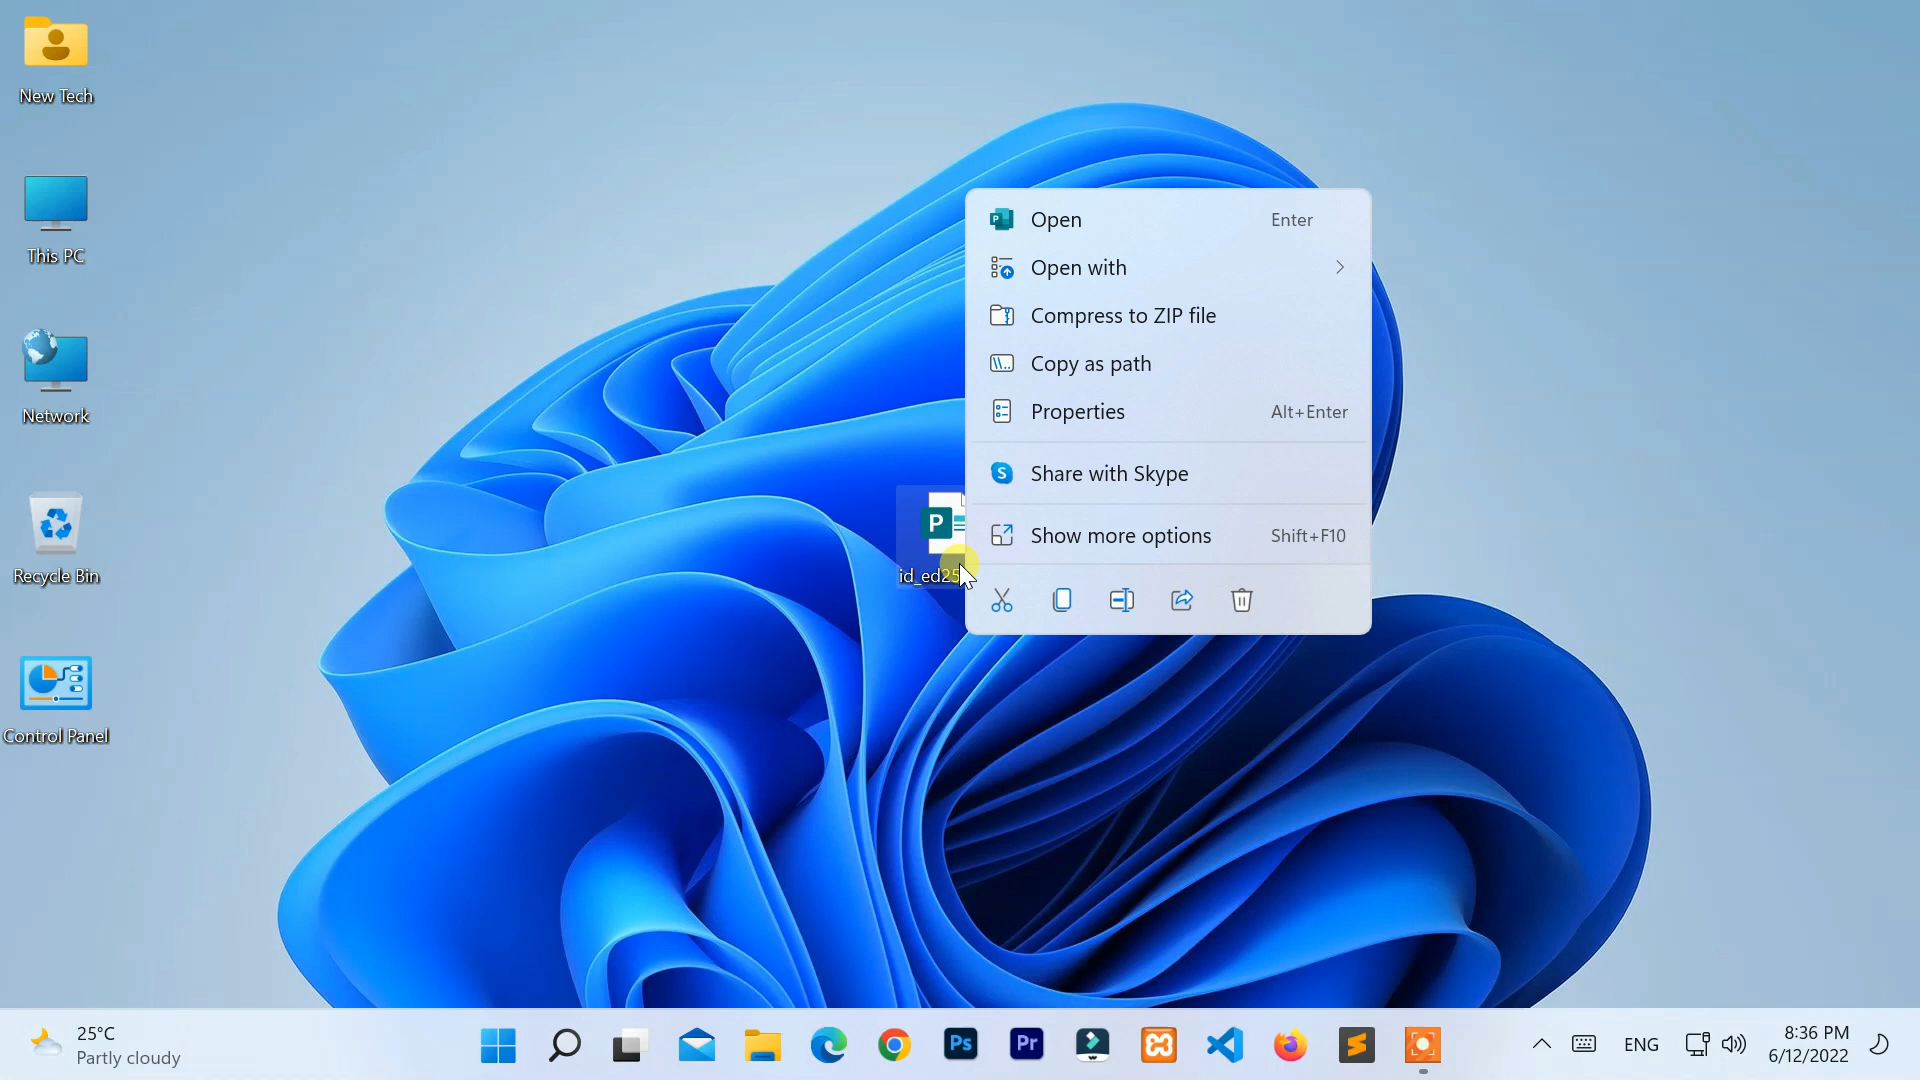 New Tech
This PC
Network
Recycle Bin
Control Panel
P
id_ed25
P
Open Enter
Open with
Compress to ZIP file
\\.. Copy as path
Properties Alt+Enter
S Share with Skype
Show more options Shift+F10
25°C
Partly cloudy
Ps
Pr
ENG
8:36 PM
6/12/2022